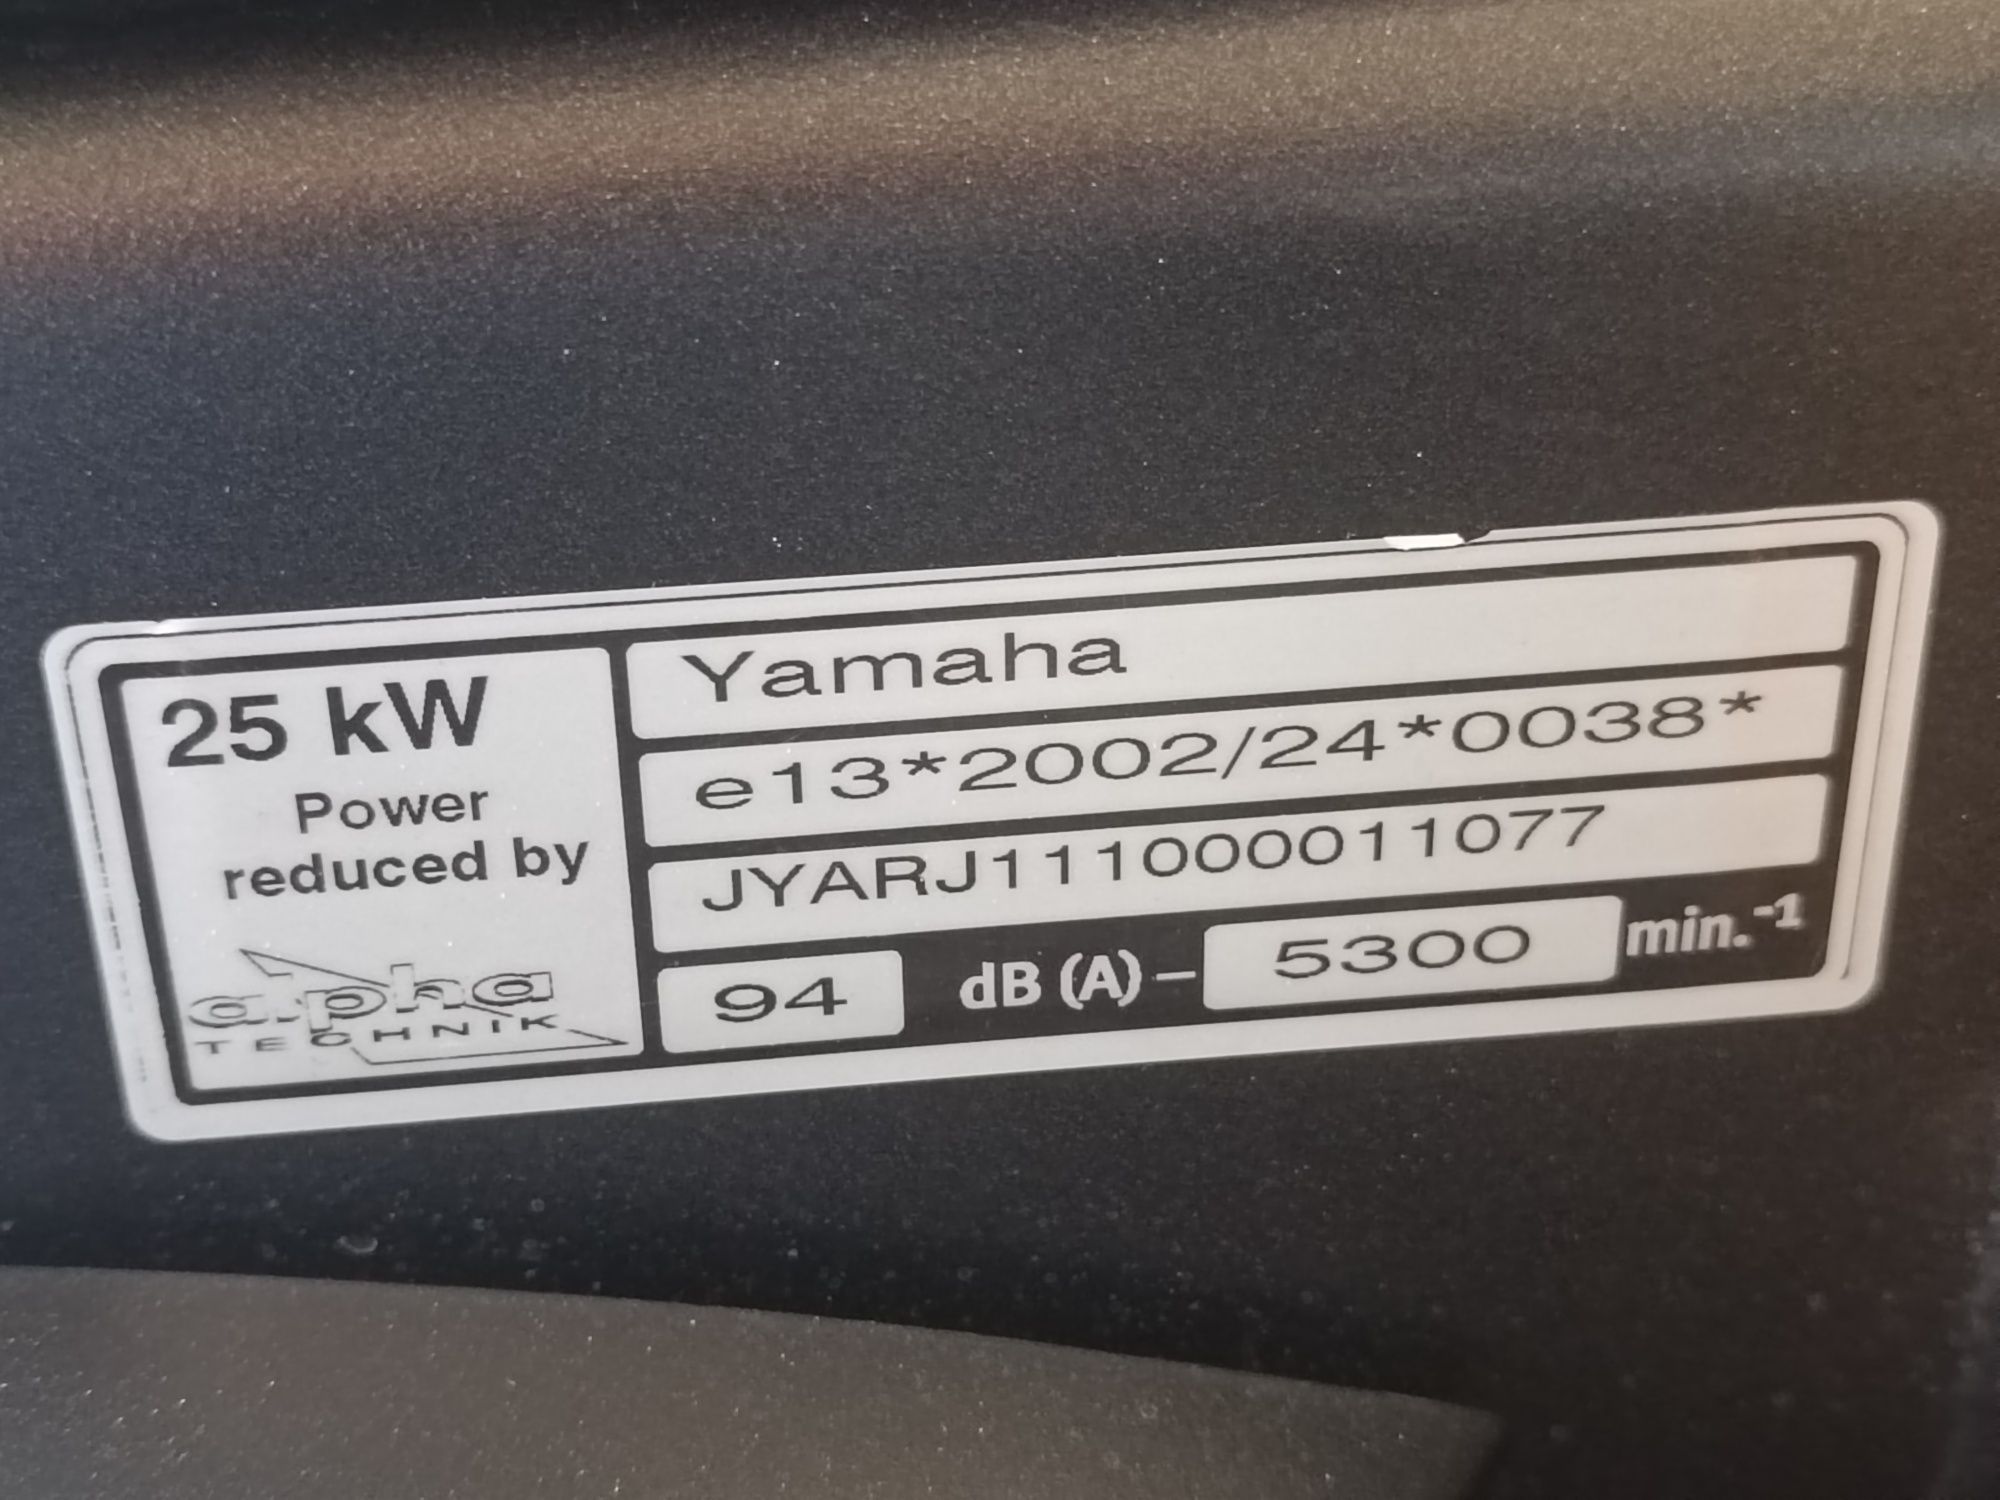 25 kW
Power
reduced by
alpha
TECHNIK
Yamaha
e13*2002/24*0038*
JYARJ111000011077
94 dB (A) – 5300 min.⁻¹